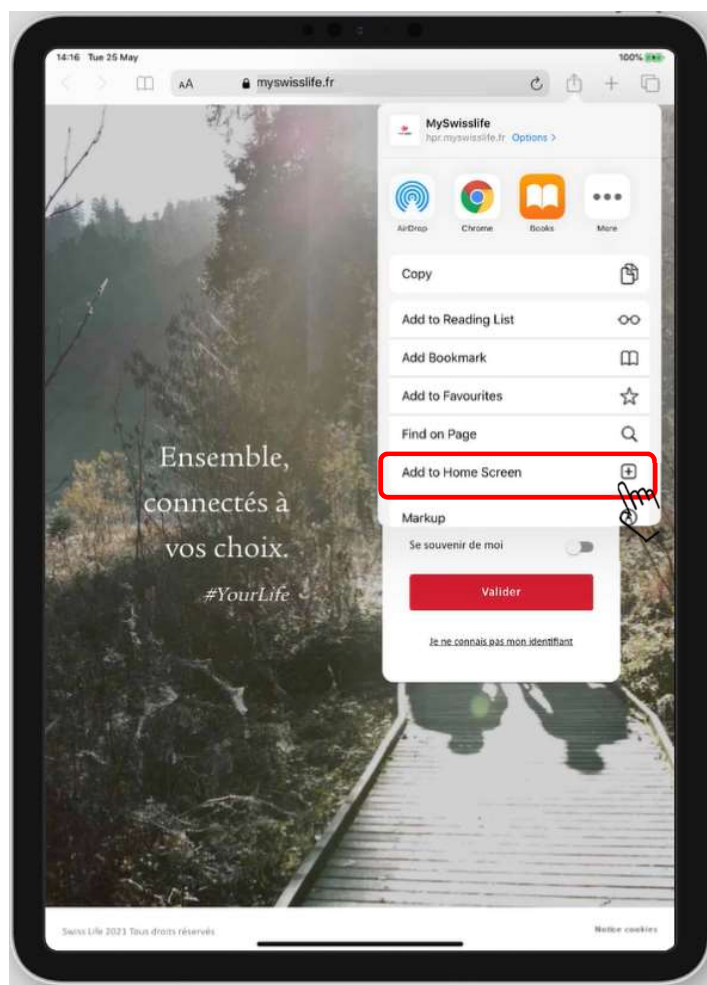 14:16 Tue 25 May
100%
AA
myswisslife.fr
MySwisslife
hpr.myswisslife.fr Options >
AirDrop
Chrome
Books
More
Copy
Add to Reading List
Add Bookmark
Add to Favourites
Find on Page
Add to Home Screen
Markup
Ensemble,
connectés à
vos choix.
#YourLife
Se souvenir de moi
Valider
Je ne connais pas mon identifiant
Swiss Life 2021 Tous droits réservés
Notice cookies